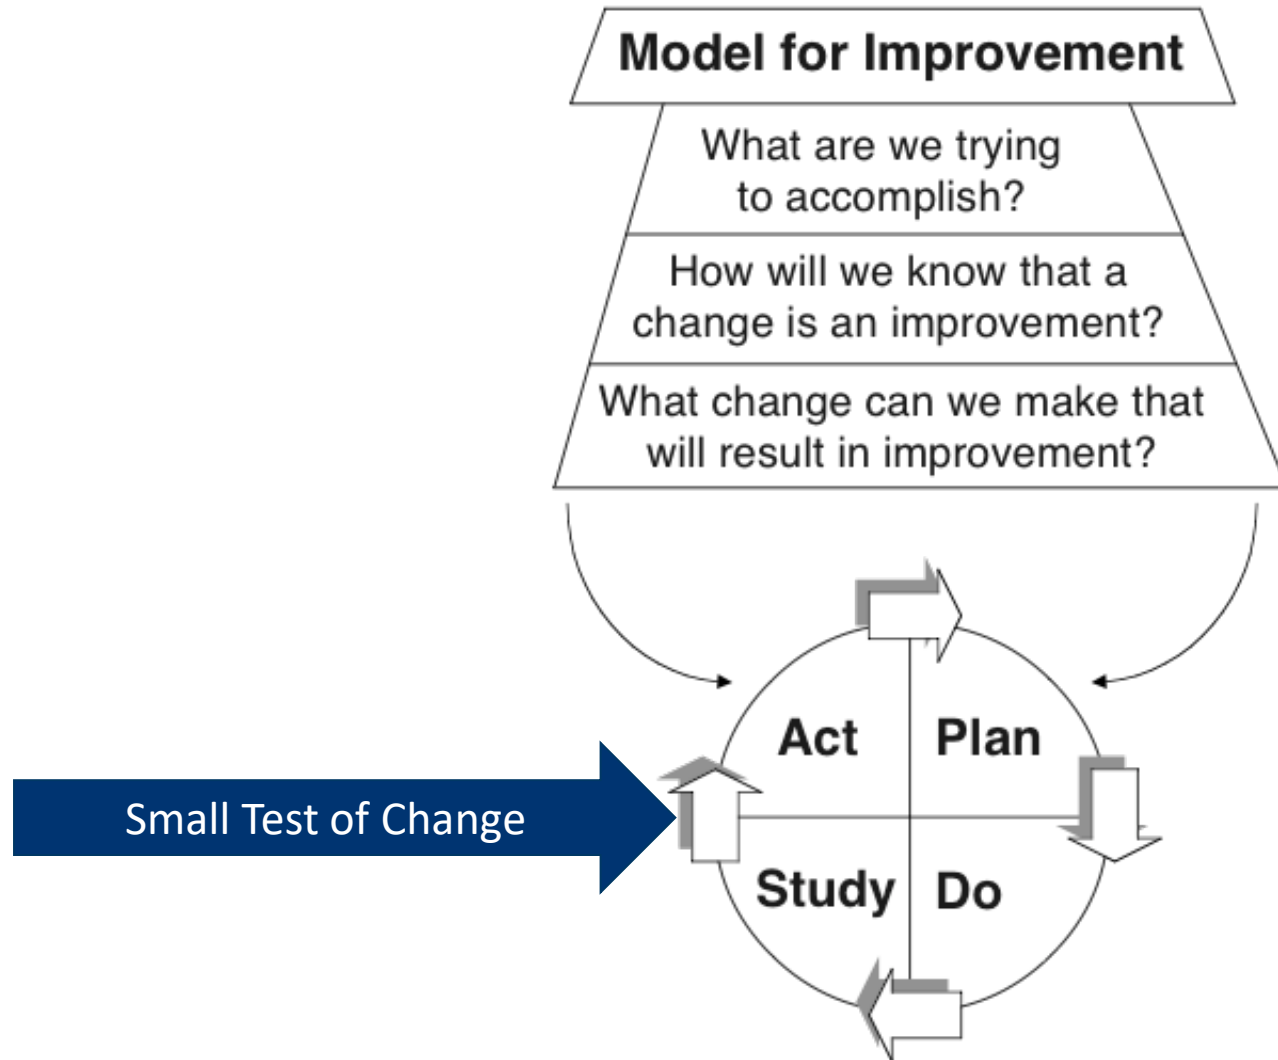 Model for Improvement
What are we trying
to accomplish?
How will we know that a
change is an improvement?
What change can we make that
will result in improvement?
Act
Plan
Small Test of Change
Study
Do